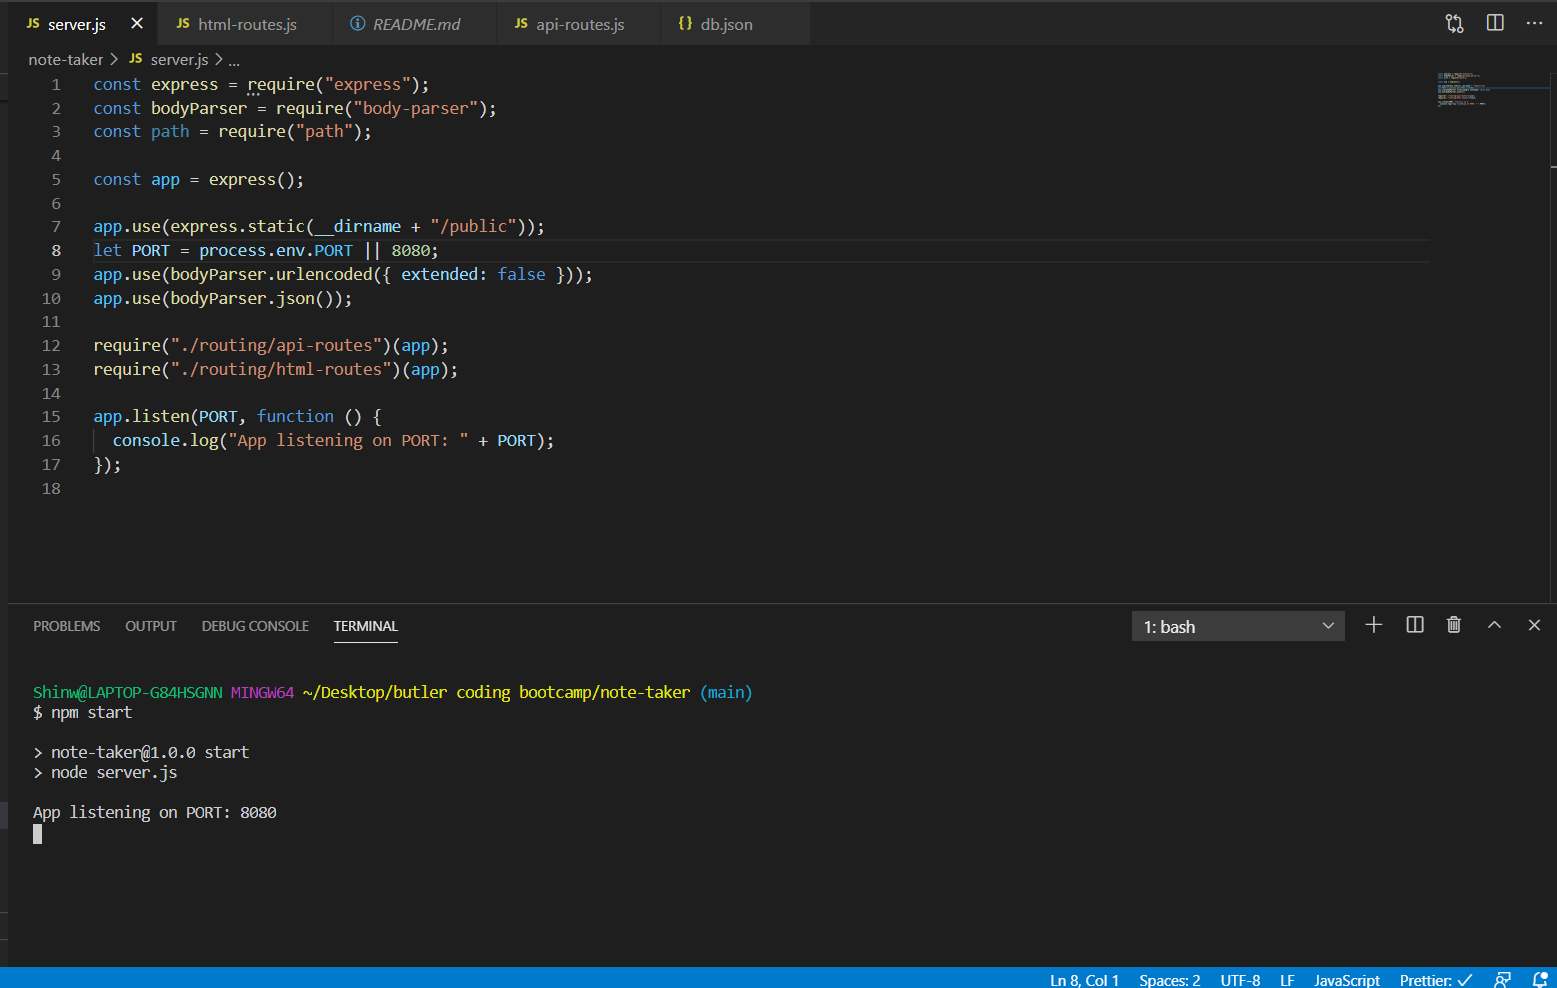 JS server.js × JS html-routes.js ⓘ README.md JS api-routes.js {} db.json ···
note-taker > JS server.js > ...
1 const express = require("express");
2 const bodyParser = require("body-parser");
3 const path = require("path");
4
5 const app = express();
6
7 app.use(express.static(__dirname + "/public"));
8 let PORT = process.env.PORT || 8080;
9 app.use(bodyParser.urlencoded({ extended: false }));
10 app.use(bodyParser.json());
11
12 require("./routing/api-routes")(app);
13 require("./routing/html-routes")(app);
14
15 app.listen(PORT, function () {
16 console.log("App listening on PORT: " + PORT);
17 });
18
PROBLEMS OUTPUT DEBUG CONSOLE TERMINAL 1: bash
Shinw@LAPTOP-G84HSGNN MINGW64 ~/Desktop/butler coding bootcamp/note-taker (main)
$ npm start
> note-taker@1.0.0 start
> node server.js
App listening on PORT: 8080
Ln 8, Col 1 Spaces: 2 UTF-8 LF JavaScript Prettier: ✓